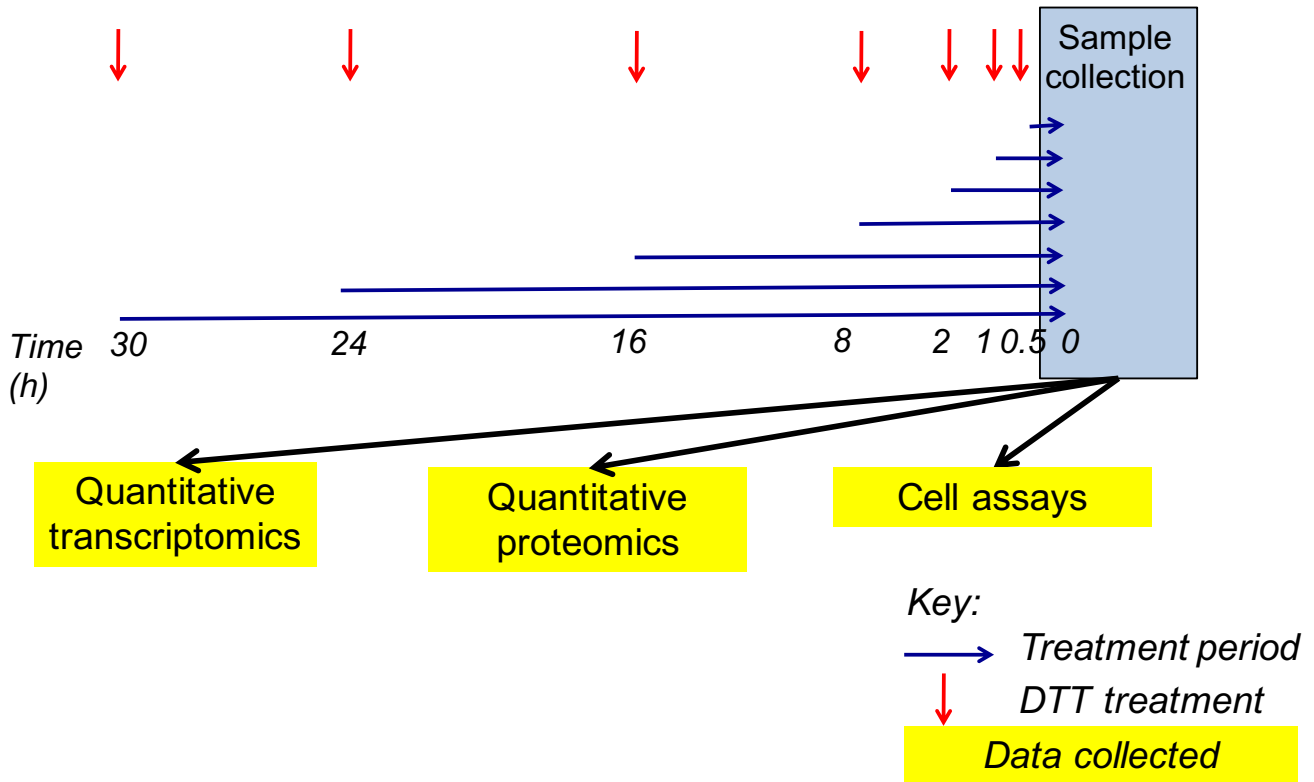 Sample
collection
Time 30 24 16 8 2 1 0.5 0
(h)
Quantitative
transcriptomics
Quantitative
proteomics
Cell assays
Key:
Treatment period
DTT treatment
Data collected